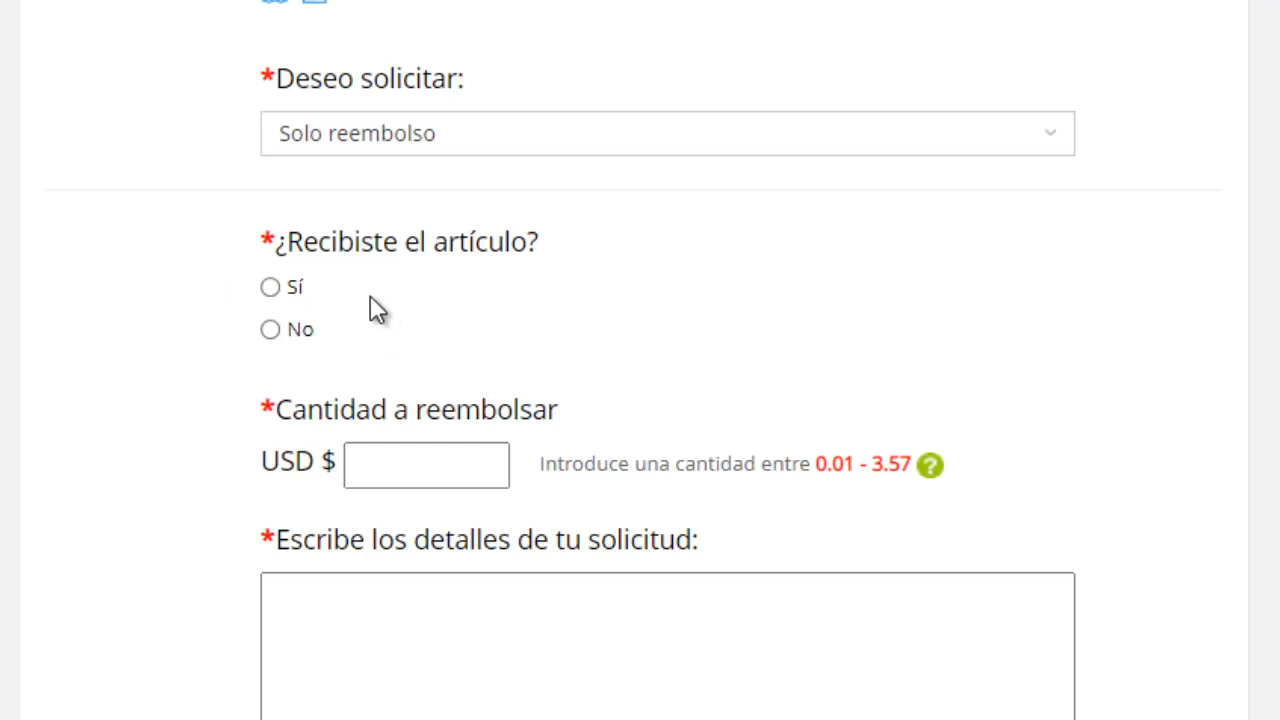 *Deseo solicitar:
Solo reembolso
*¿Recibiste el artículo?
Sí
No
*Cantidad a reembolsar
USD $ Introduce una cantidad entre 0.01 - 3.57 ?
*Escribe los detalles de tu solicitud: